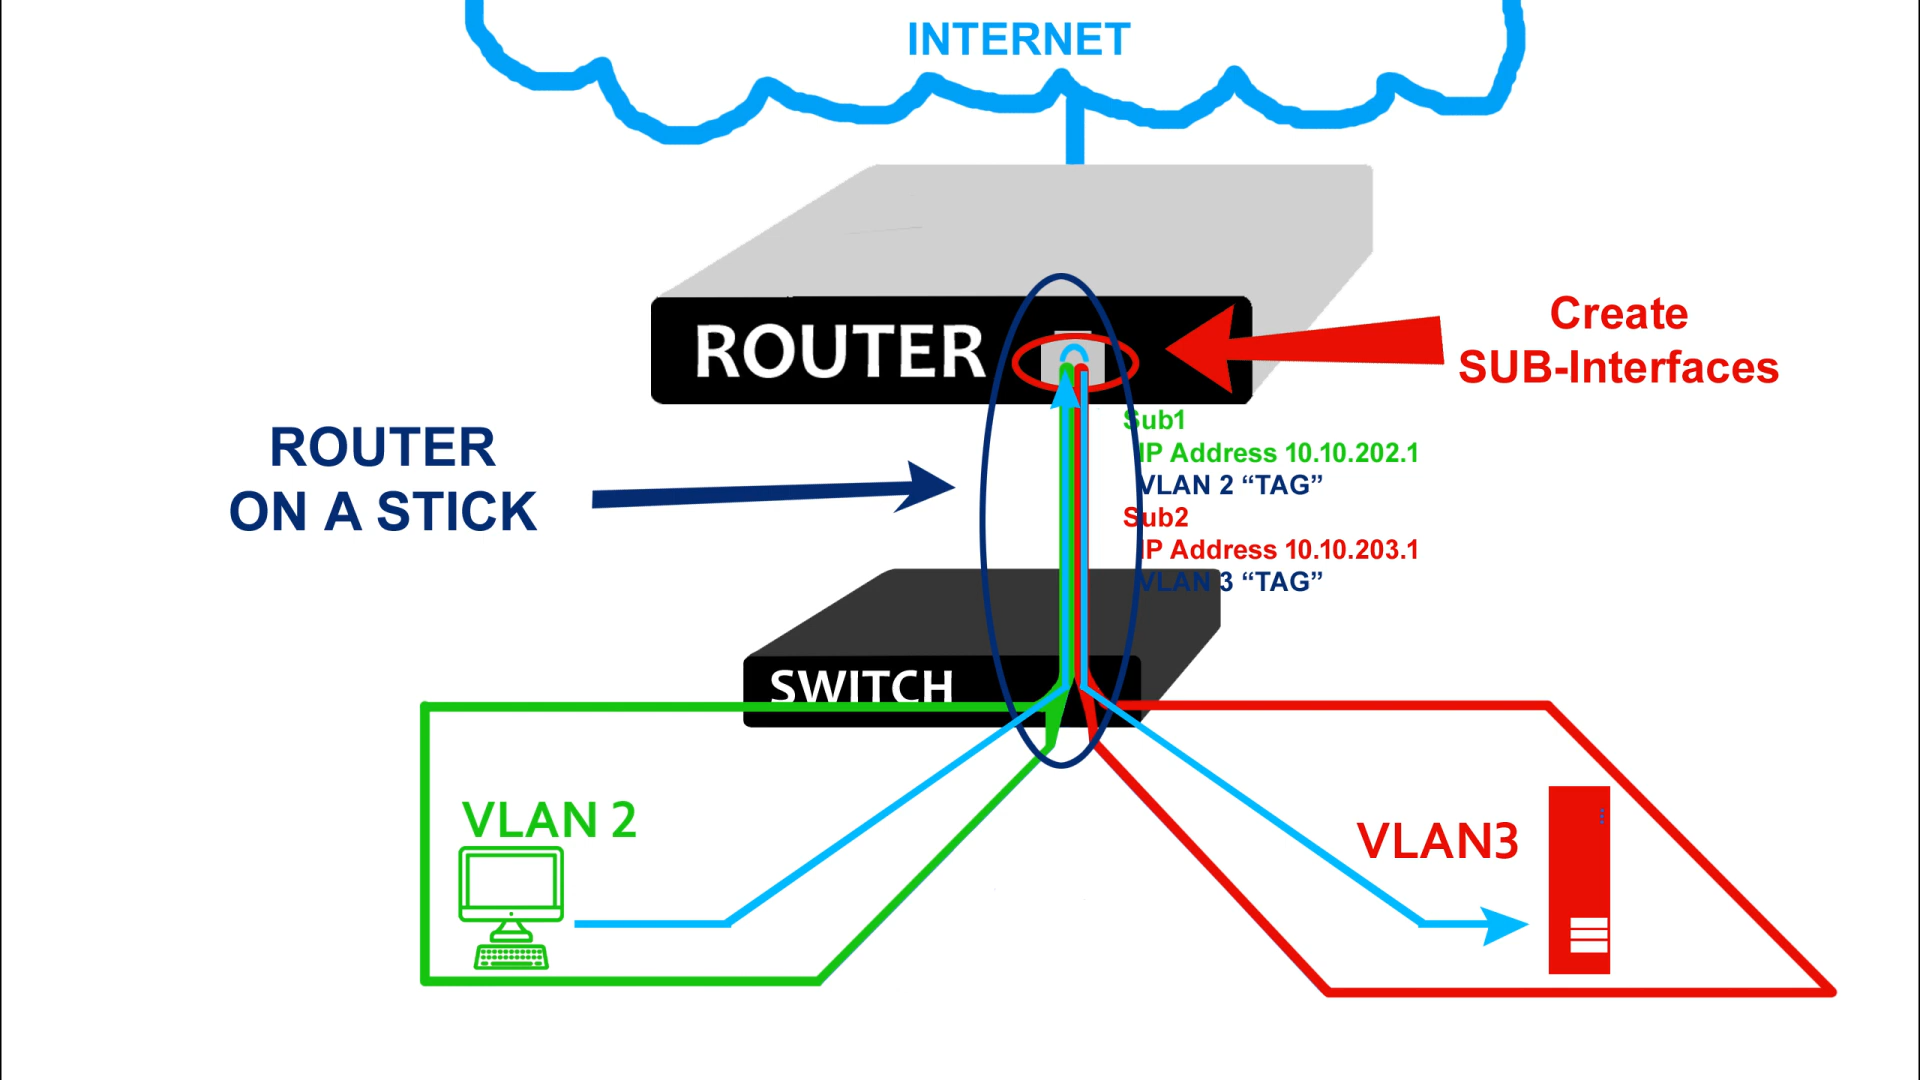 INTERNET
ROUTER
Create
SUB-Interfaces
Sub1
IP Address 10.10.202.1
VLAN 2 “TAG”
Sub2
IP Address 10.10.203.1
VLAN 3 “TAG”
ROUTER
ON A STICK
SWITCH
VLAN 2
VLAN3